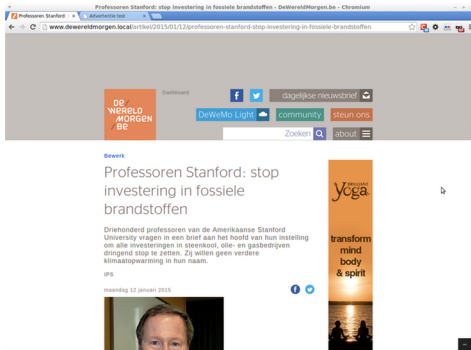 Professoren Stanford: stop investering in fossiele brandstoffen - DeWereldMorgen.be - Chromium
Professoren Stanford: s
Advertentie test
www.dewereldmorgen.local/artikel/2015/01/12/professoren-stanford-stop-investering-in-fossiele-brandstoffen
DE/
WERELD
MORGEN
/BE
Dashboard
dagelijkse nieuwsbrief
DeWeMo Light
community
steun ons
Zoeken
about
Bewerk
Professoren Stanford: stop
investering in fossiele
brandstoffen
Driehonderd professoren van de Amerikaanse Stanford
University vragen in een brief aan het hoofd van hun instelling
om alle investeringen in steenkool, olie- en gasbedrijven
dringend stop te zetten. Zij willen geen verdere
klimaatopwarming in hun naam.
IPS
maandag 12 januari 2015
BRILLIANT
yoga
transform
mind
body
& spirit